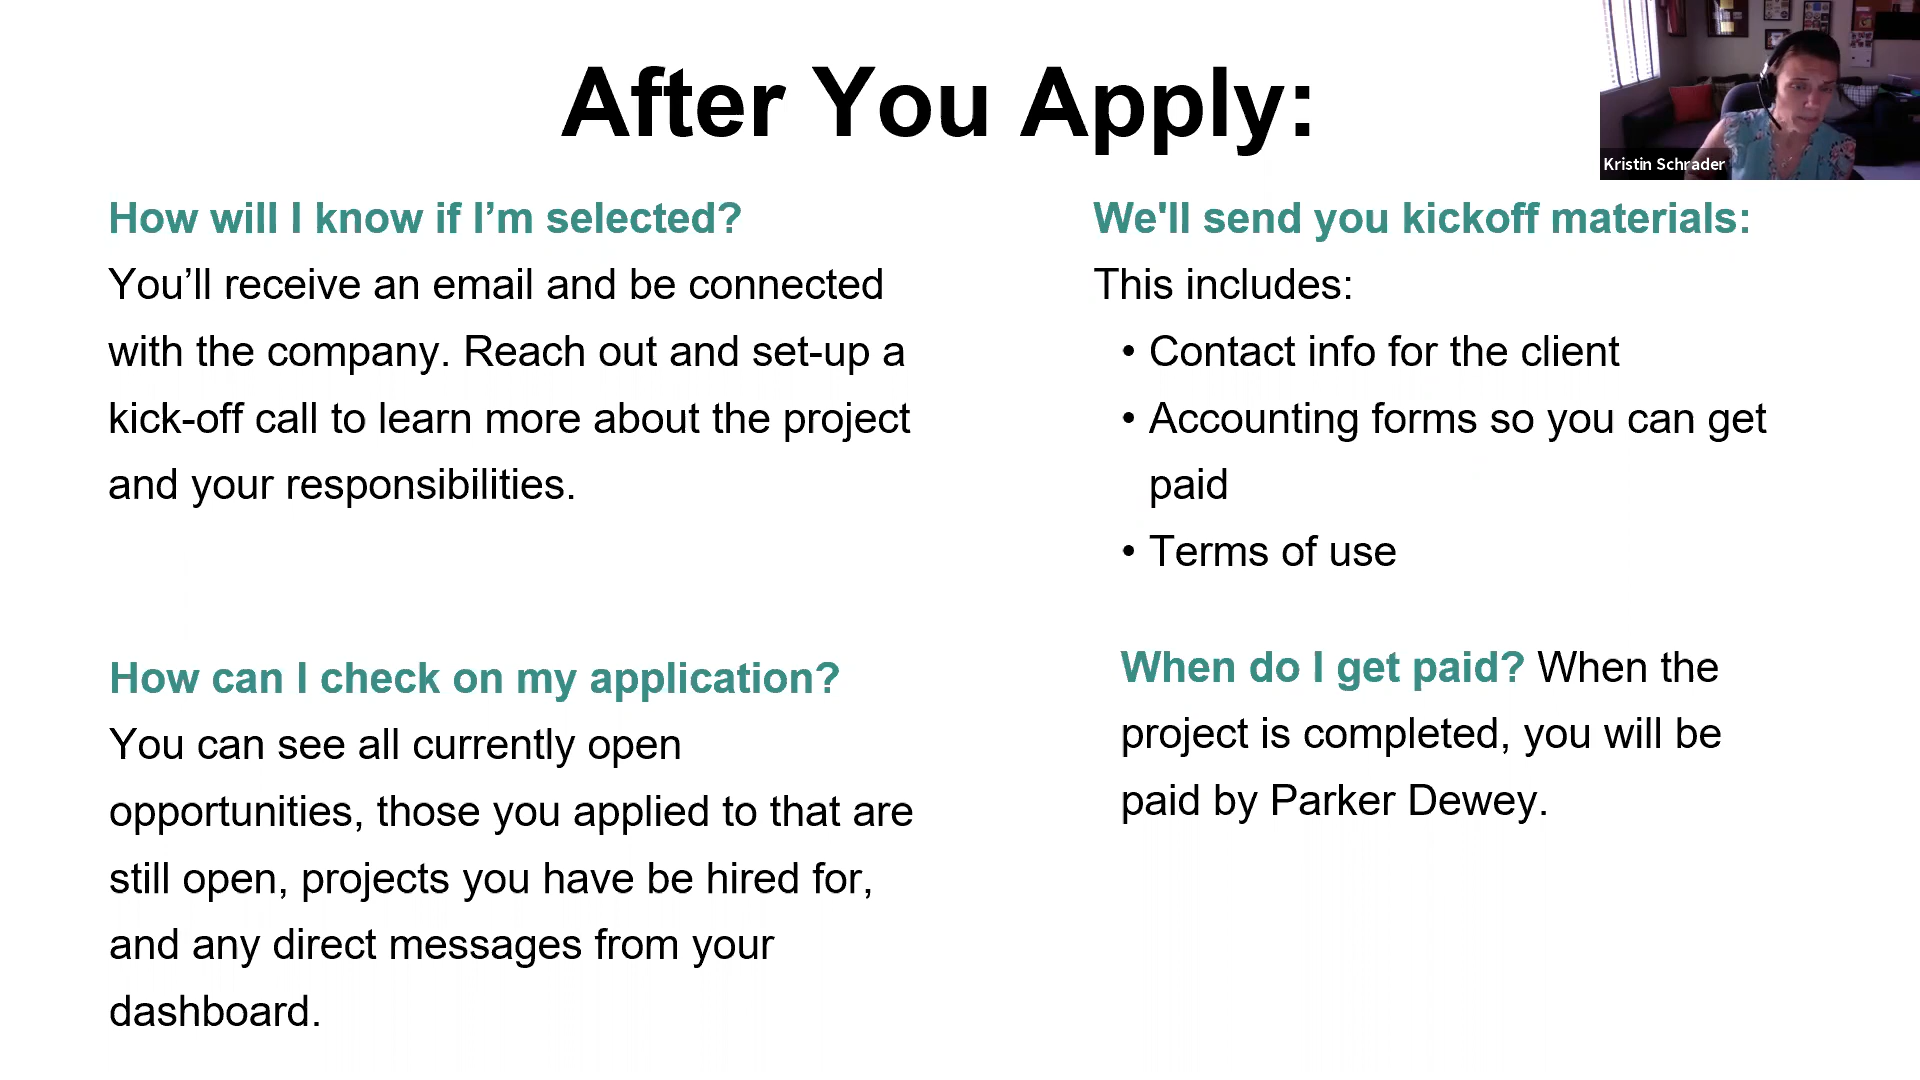 After You Apply:
Kristin Schrader
How will I know if I’m selected?
You’ll receive an email and be connected
with the company. Reach out and set-up a
kick-off call to learn more about the project
and your responsibilities.
How can I check on my application?
You can see all currently open
opportunities, those you applied to that are
still open, projects you have be hired for,
and any direct messages from your
dashboard.
We'll send you kickoff materials:
This includes:
• Contact info for the client
• Accounting forms so you can get
paid
• Terms of use
When do I get paid? When the
project is completed, you will be
paid by Parker Dewey.